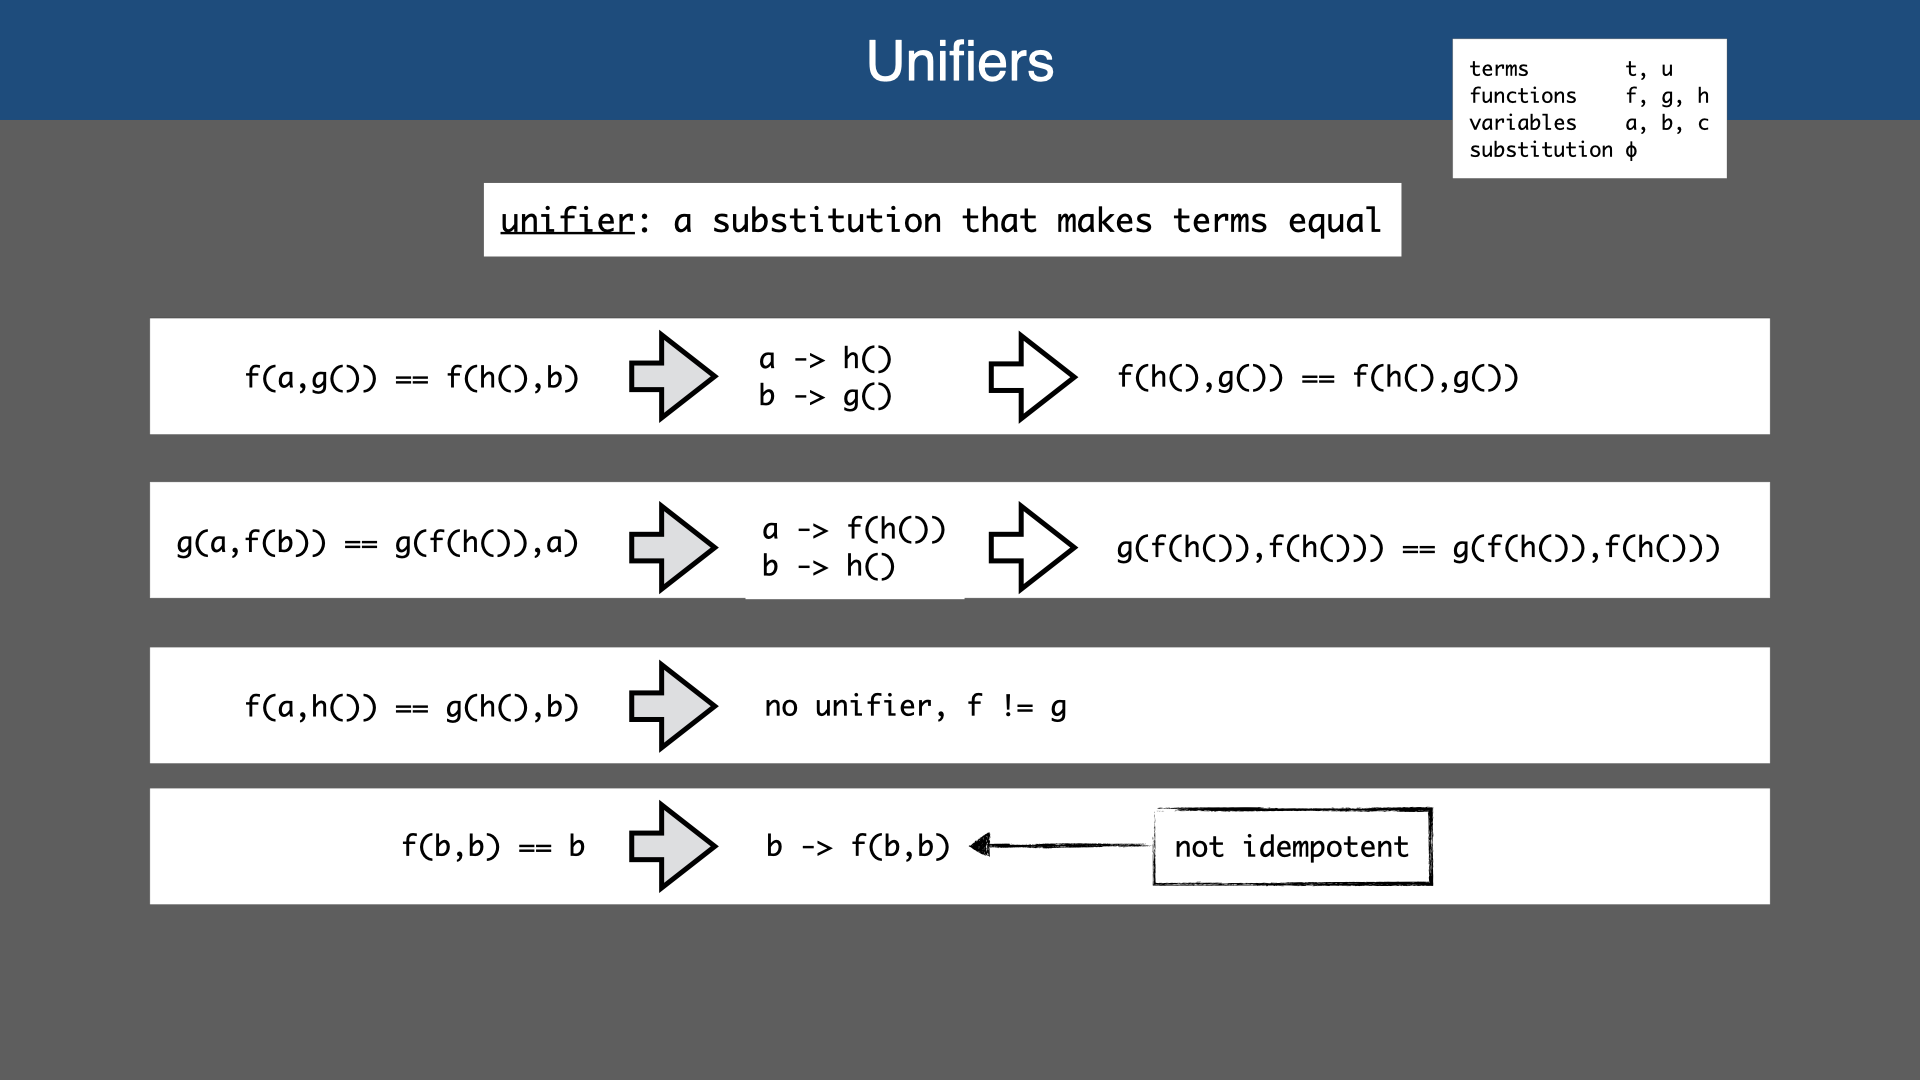 Unifiers
terms t, u
functions f, g, h
variables a, b, c
substitution ϕ
unifier: a substitution that makes terms equal
f(a,g()) == f(h(),b)
a -> h()
b -> g()
f(h(),g()) == f(h(),g())
g(a,f(b)) == g(f(h()),a)
a -> f(h())
b -> h()
g(f(h()),f(h())) == g(f(h()),f(h()))
f(a,h()) == g(h(),b)
no unifier, f != g
f(b,b) == b
b -> f(b,b)
not idempotent